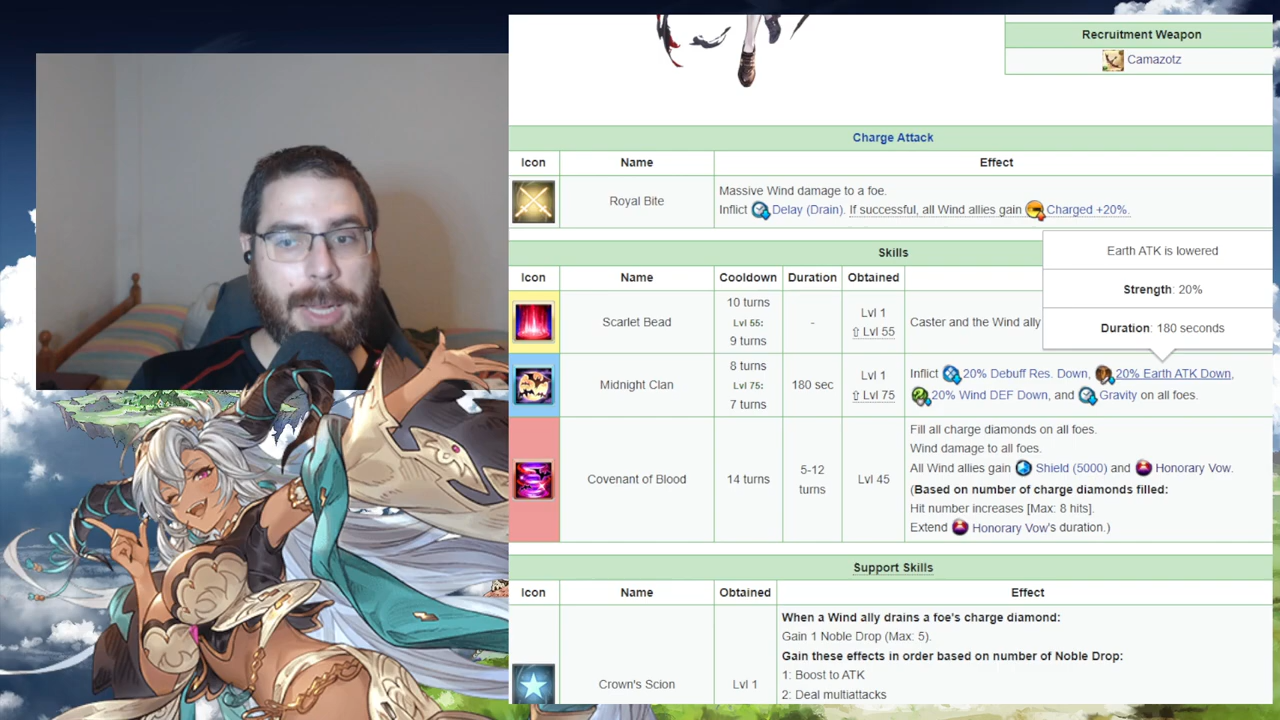 Recruitment Weapon
Camazotz
Charge Attack
Icon Name Effect
Royal Bite
Massive Wind damage to a foe.
Inflict Delay (Drain). If successful, all Wind allies gain Charged +20%.
Skills
Icon Name Cooldown Duration Obtained
Earth ATK is lowered
Strength: 20%
Duration: 180 seconds
Scarlet Bead
10 turns
Lvl 55:
9 turns
-
Lvl 1
⇧ Lvl 55
Caster and the Wind ally
Midnight Clan
8 turns
Lvl 75:
7 turns
180 sec
Lvl 1
⇧ Lvl 75
Inflict 20% Debuff Res. Down, 20% Earth ATK Down,
20% Wind DEF Down, and Gravity on all foes.
Covenant of Blood
14 turns
5-12
turns
Lvl 45
Fill all charge diamonds on all foes.
Wind damage to all foes.
All Wind allies gain Shield (5000) and Honorary Vow.
(Based on number of charge diamonds filled:
Hit number increases [Max: 8 hits].
Extend Honorary Vow's duration.)
Support Skills
Icon Name Obtained Effect
Crown's Scion
Lvl 1
When a Wind ally drains a foe's charge diamond:
Gain 1 Noble Drop (Max: 5).
Gain these effects in order based on number of Noble Drop:
1: Boost to ATK
2: Deal multiattacks